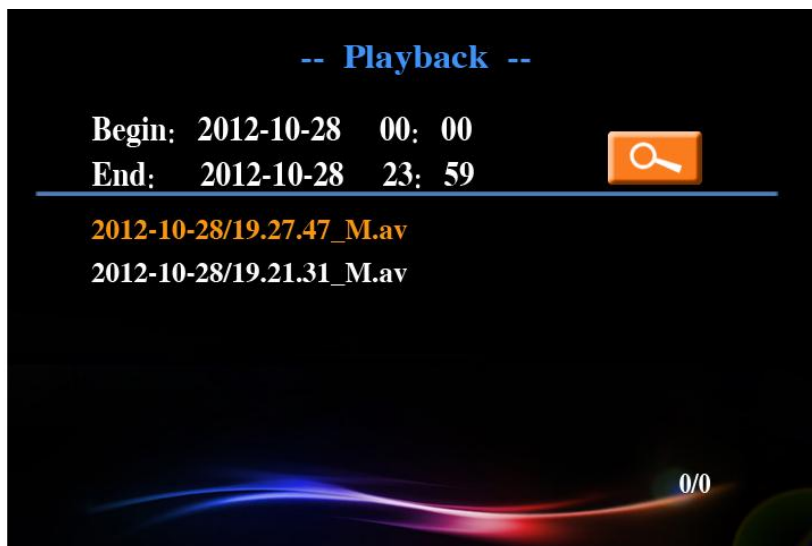 -- Playback --
Begin: 2012-10-28 00: 00
End: 2012-10-28 23: 59
2012-10-28/19.27.47_M.av
2012-10-28/19.21.31_M.av
0/0